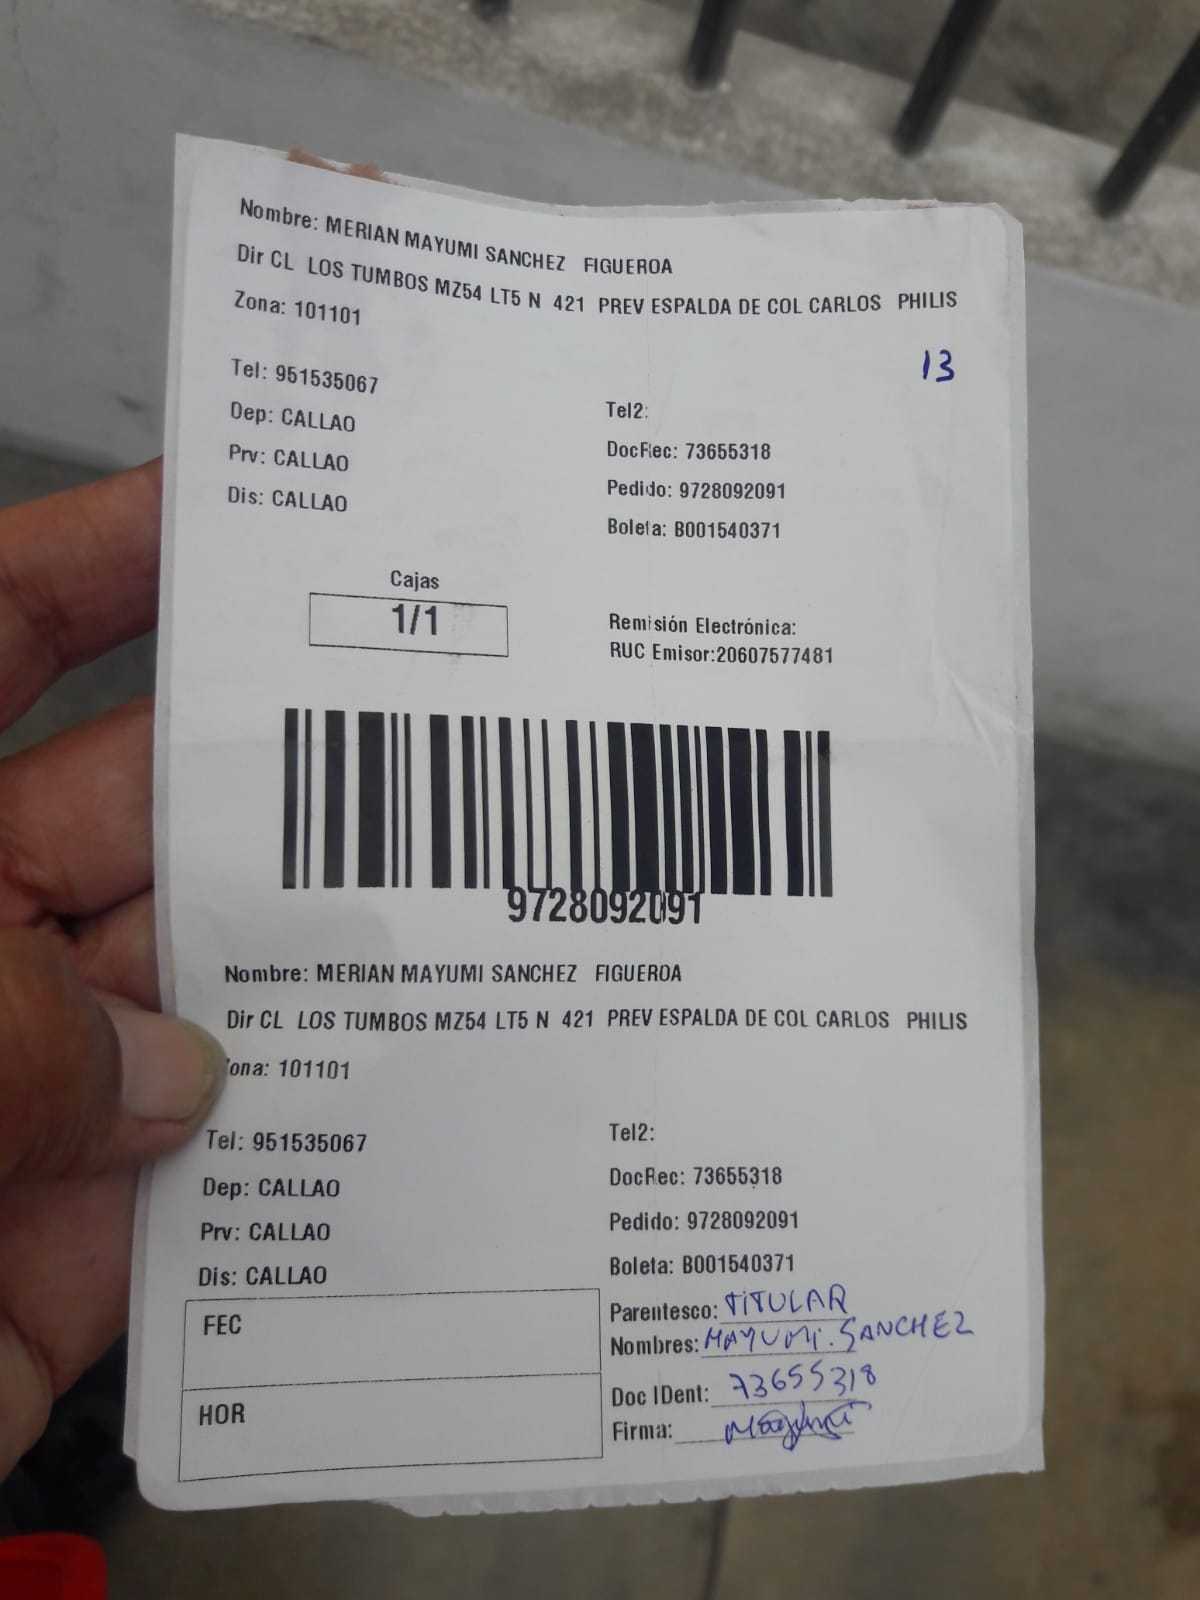 Nombre: MERIAN MAYUMI SANCHEZ FIGUEROA
Dir CL LOS TUMBOS MZ54 LT5 N 421 PREV ESPALDA DE COL CARLOS PHILIS
Zona: 101101
13
Tel: 951535067
Tel2:
Dep: CALLAO
DocRec: 73655318
Prv: CALLAO
Pedido: 9728092091
Dis: CALLAO
Boleta: B001540371
Cajas
1/1
Remisión Electrónica:
RUC Emisor:20607577481
9728092091
Nombre: MERIAN MAYUMI SANCHEZ FIGUEROA
Dir CL LOS TUMBOS MZ54 LT5 N 421 PREV ESPALDA DE COL CARLOS PHILIS
ona: 101101
Tel: 951535067
Tel2:
Dep: CALLAO
DocRec: 73655318
Prv: CALLAO
Pedido: 9728092091
Dis: CALLAO
Boleta: B001540371
FEC
Parentesco: TITULAR
Nombres: MAYUMI. SANCHEZ
HOR
Doc IDent: 73655318
Firma: